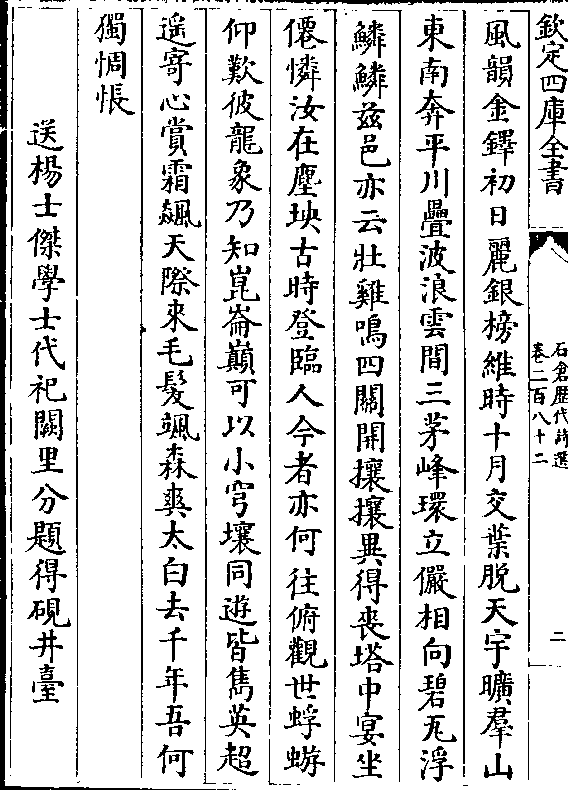 欽定四庫全書
石倉歷代詩選
卷二百八十二
二
風韻金鐸初日麗銀榜維時十月交葉脫天宇曠羣山
東南奔平川疊波浪雲間三茅峰環立儼相向碧瓦浮
鱗鱗兹邑亦云壯雞鳴四關開攘攘異得喪塔中宴坐
僊憐汝在塵坱古時登臨人今者亦何往俯觀世蜉蝣
仰歎彼龍象乃知崑崙巔可以小穹壤同遊皆雋英超
遥寄心賞霜飊天際來毛髪颯森爽太白去千年吾何
獨惆悵
送楊士傑學士代祀闕里分題得硯井臺